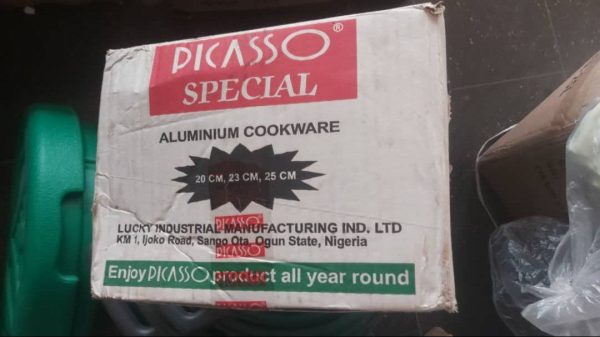 PICASSO®
SPECIAL
ALUMINIUM COOKWARE
20 CM, 23 CM, 25 CM
PICASSO
LUCKY INDUSTRIAL MANUFACTURING IND. LTD
KM 1, Ijoko Road, Sango Ota, Ogun State, Nigeria
PICASSO
Enjoy PICASSO product all year round